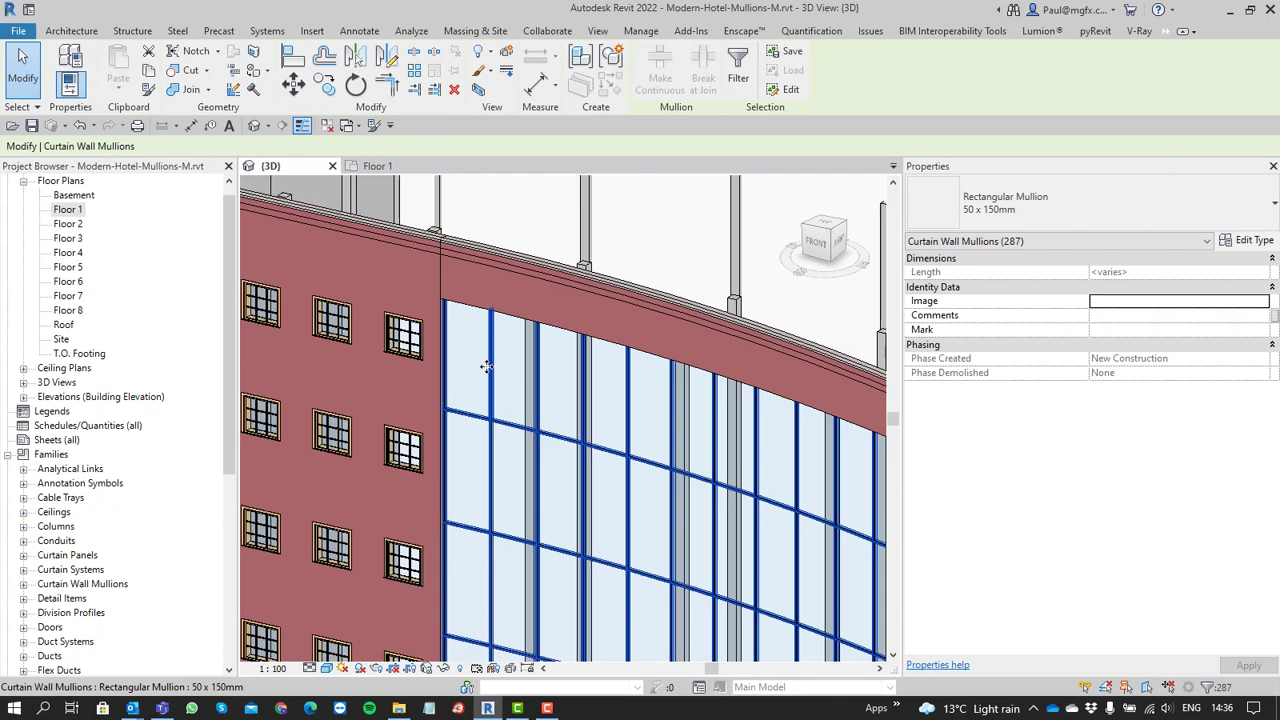 Autodesk Revit 2022 - Modern-Hotel-Mullions-M.rvt - 3D View: {3D}
Paul@mgfx.c...
File Architecture Structure Steel Precast Systems Insert Annotate Analyze Massing & Site Collaborate View Manage Add-Ins Enscape™ Quantification Issues BIM Interoperability Tools Lumion® pyRevit V-Ray
Modify
Properties
Paste
Notch
Cut
Join
Make Continuous
Break at Join
Filter
Save
Load
Edit
Select Properties Clipboard Geometry Modify View Measure Create Mullion Selection
Modify | Curtain Wall Mullions
Project Browser - Modern-Hotel-Mullions-M.rvt
Floor Plans
Basement
Floor 1
Floor 2
Floor 3
Floor 4
Floor 5
Floor 6
Floor 7
Floor 8
Roof
Site
T.O. Footing
Ceiling Plans
3D Views
Elevations (Building Elevation)
Legends
Schedules/Quantities (all)
Sheets (all)
Families
Analytical Links
Annotation Symbols
Cable Trays
Ceilings
Columns
Conduits
Curtain Panels
Curtain Systems
Curtain Wall Mullions
Detail Items
Division Profiles
Doors
Duct Systems
Ducts
Flex Ducts
{3D}
Floor 1
FRONT
1 : 100
Properties
Rectangular Mullion
50 x 150mm
Curtain Wall Mullions (287)
Edit Type
Dimensions
Length <varies>
Identity Data
Image
Comments
Mark
Phasing
Phase Created New Construction
Phase Demolished None
Properties help
Apply
Curtain Wall Mullions : Rectangular Mullion : 50 x 150mm
:0
Main Model
:287
Apps
13°C Light rain
ENG
14:36